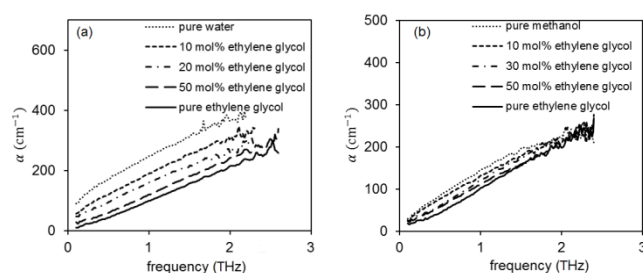 (a)
pure water
10 mol% ethylene glycol
20 mol% ethylene glycol
50 mol% ethylene glycol
pure ethylene glycol
600
400
200
0
α (cm⁻¹)
0 1 2 3
frequency (THz)
(b)
pure methanol
10 mol% ethylene glycol
30 mol% ethylene glycol
50 mol% ethylene glycol
pure ethylene glycol
500
400
300
200
100
0
α (cm⁻¹)
0 1 2 3
frequency (THz)